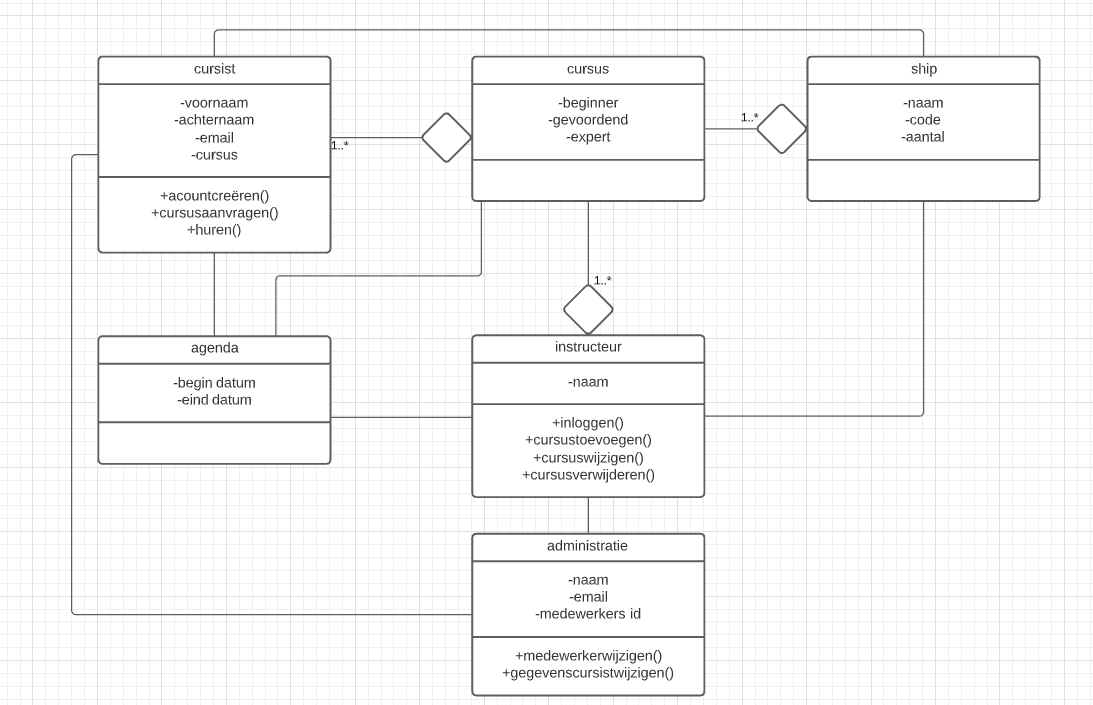 cursist
-voornaam
-achternaam
-email
-cursus
+acountcreëren()
+cursusaanvragen()
+huren()
1..*
cursus
-beginner
-gevoordend
-expert
1..*
ship
-naam
-code
-aantal
1..*
agenda
-begin datum
-eind datum
instructeur
-naam
+inloggen()
+cursustoevoegen()
+cursuswijzigen()
+cursusverwijderen()
administratie
-naam
-email
-medewerkers id
+medewerkerwijzigen()
+gegevenscursistwijzigen()